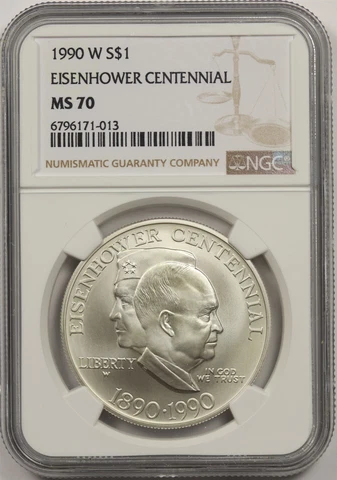 1990 W S$1
EISENHOWER CENTENNIAL
MS 70
6796171-013
NUMISMATIC GUARANTY COMPANY
NGC
EISENHOWER CENTENNIAL
LIBERTY
W
IN GOD
WE TRUST
1890-1990